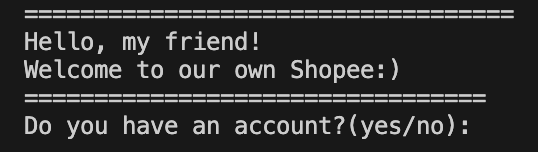 ===================================
Hello, my friend!
Welcome to our own Shopee:)
=================================
Do you have an account?(yes/no):